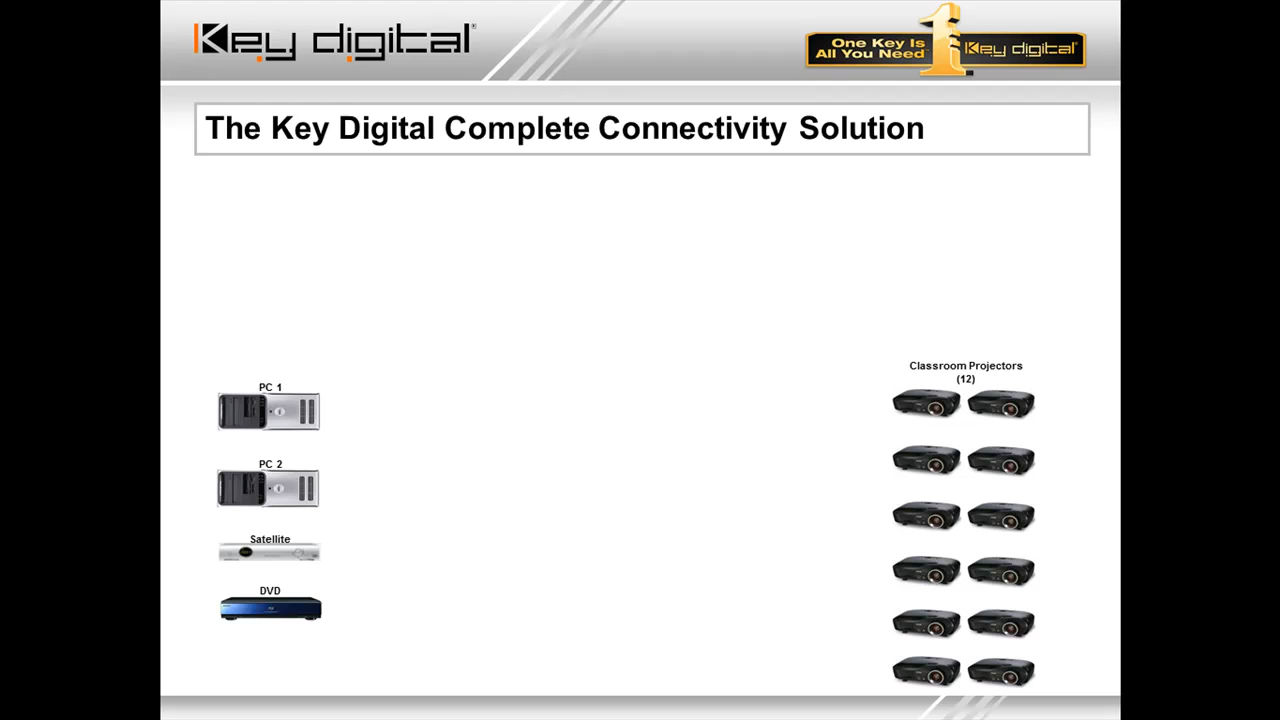 Key digital®
One Key Is
All You Need™
Key digital®
The Key Digital Complete Connectivity Solution
Classroom Projectors
(12)
PC 1
PC 2
Satellite
DVD